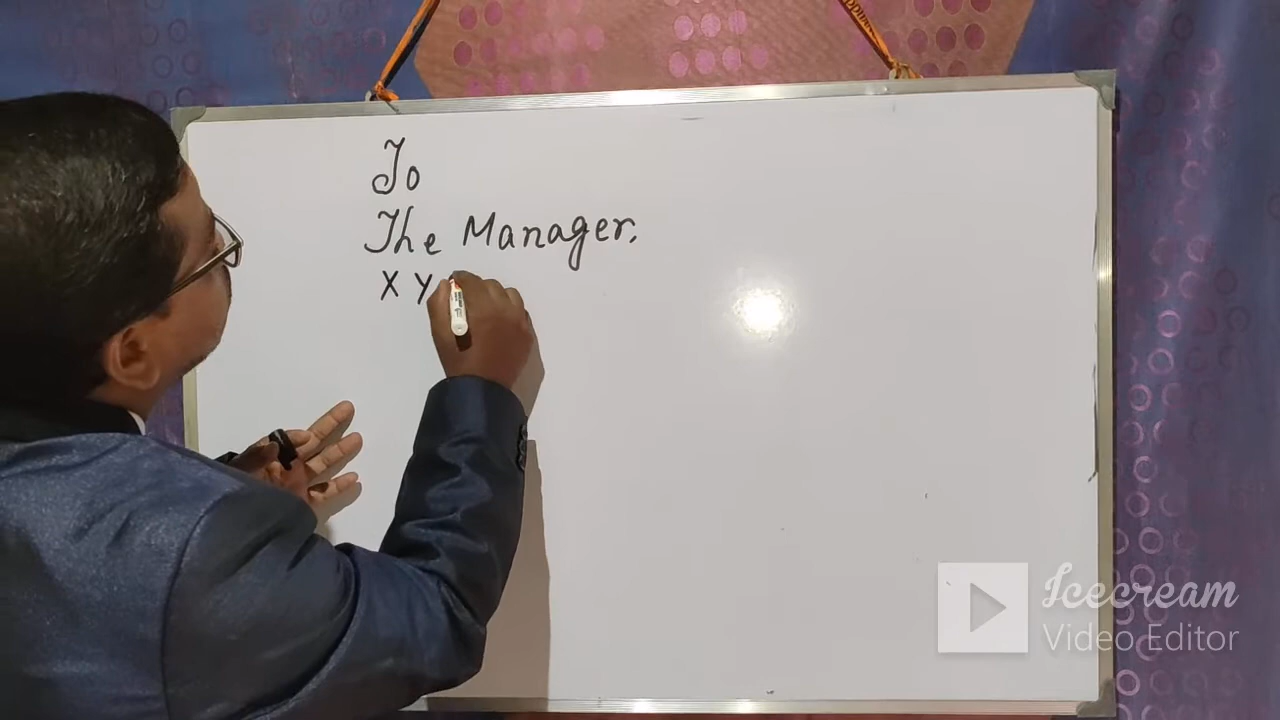 To
The Manager.
X Y
Icecream
Video Editor